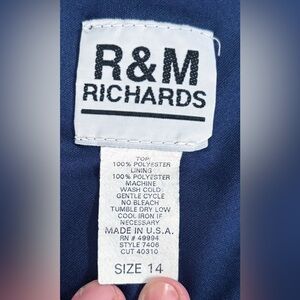 R&M
RICHARDS
TOP:
100% POLYESTER
LINING
100% POLYESTER
MACHINE
WASH COLD
GENTLE CYCLE
NO BLEACH
TUMBLE DRY LOW
COOL IRON IF
NECESSARY
MADE IN U.S.A.
RN # 49994
STYLE 7406
CUT 40310
SIZE 14